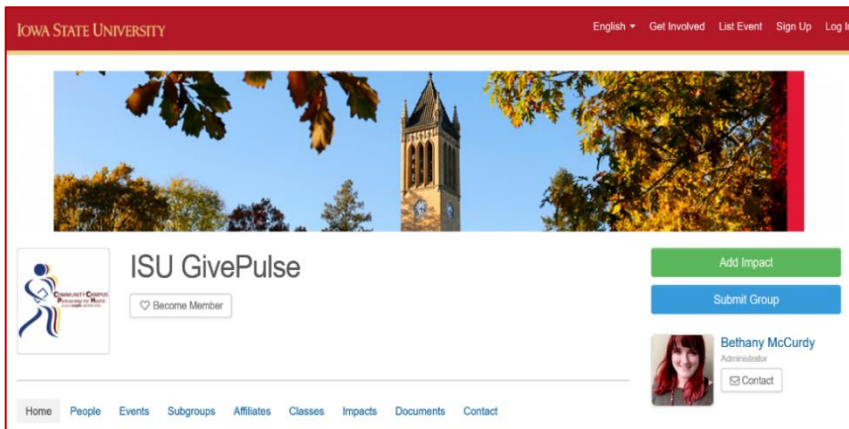 IOWA STATE UNIVERSITY
English Get Involved List Event Sign Up Log In
ISU GivePulse
COMMUNITY CAMPUS
Partnership for Health
Become Member
Add Impact
Submit Group
Bethany McCurdy
Administrator
Contact
Home People Events Subgroups Affiliates Classes Impacts Documents Contact